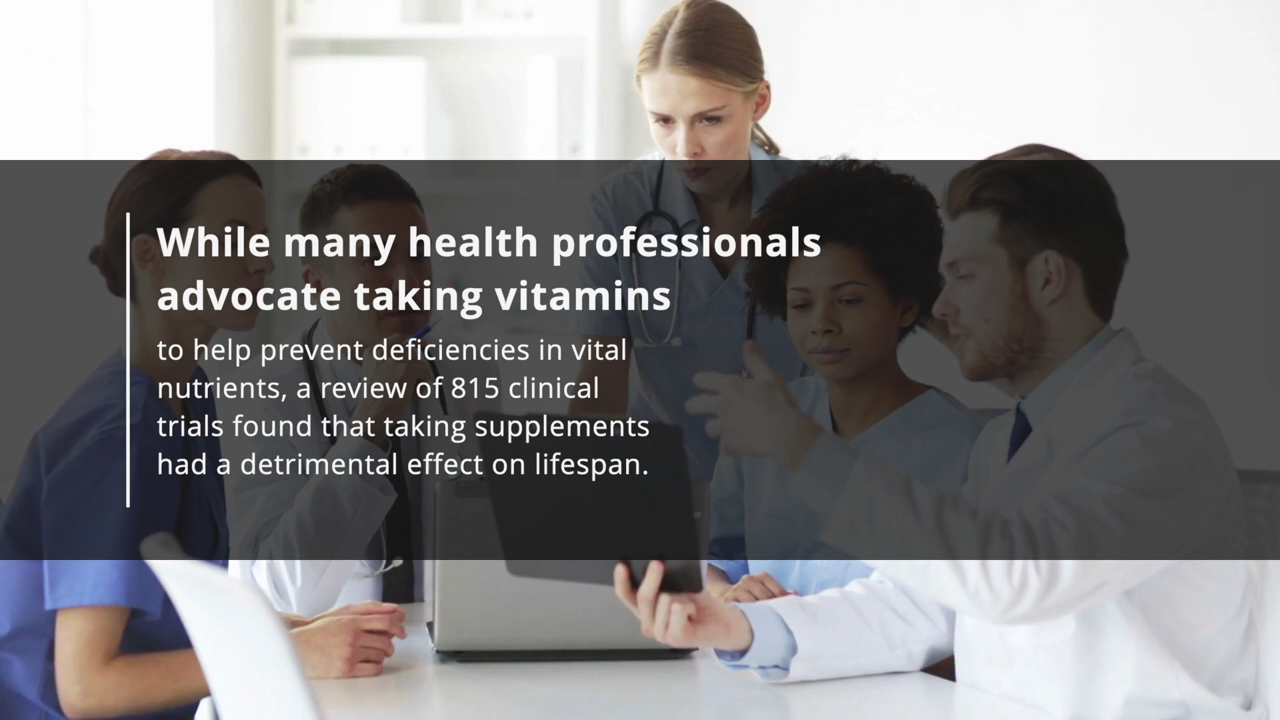 While many health professionals
advocate taking vitamins
to help prevent deficiencies in vital
nutrients, a review of 815 clinical
trials found that taking supplements
had a detrimental effect on lifespan.